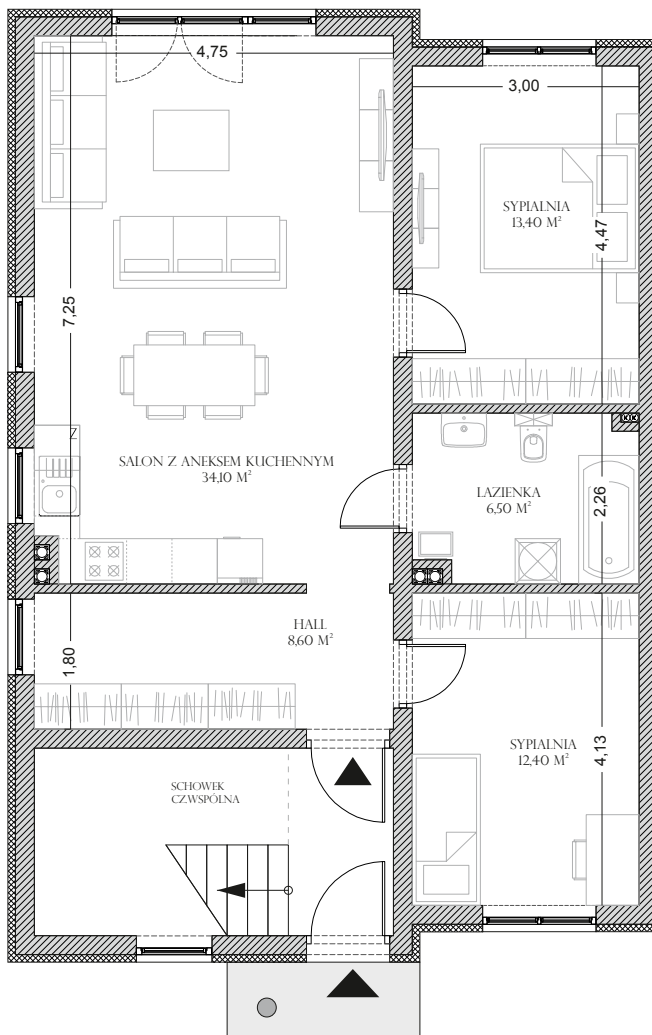 4,75
3,00
SYPIALNIA
13,40 M²
4,47
7,25
Z
SALON Z ANEKSEM KUCHENNYM
34,10 M²
LAZIENKA
6,50 M²
2,26
HALL
8,60 M²
1,80
SYPIALNIA
12,40 M²
4,13
SCHOWEK
CZ.WSPÓLNA